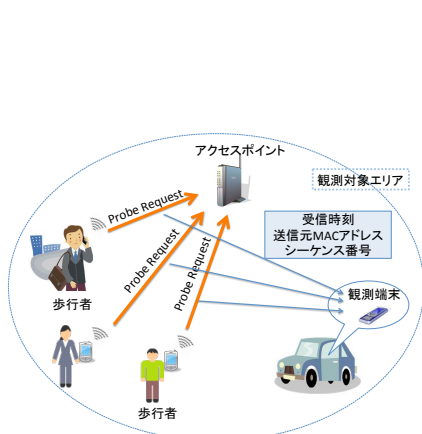 アクセスポイント
観測対象エリア
Probe Request
受信時刻
送信元MACアドレス
シーケンス番号
Probe Request
Probe Request
観測端末
歩行者
歩行者